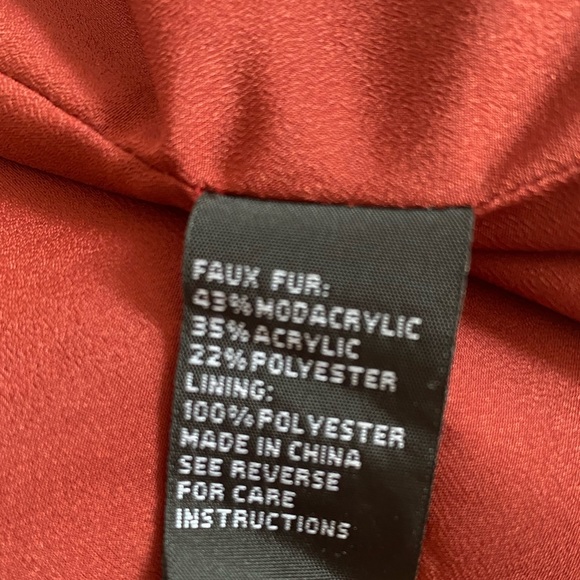 FAUX FUR:
43%MODACRYLIC
35%ACRYLIC
22%POLYESTER
LINING:
100%POLYESTER
MADE IN CHINA
SEE REVERSE
FOR CARE
INSTRUCTIONS